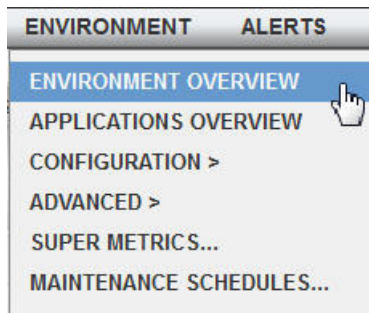 ENVIRONMENT ALERTS
ENVIRONMENT OVERVIEW
APPLICATIONS OVERVIEW
CONFIGURATION >
ADVANCED >
SUPER METRICS...
MAINTENANCE SCHEDULES...